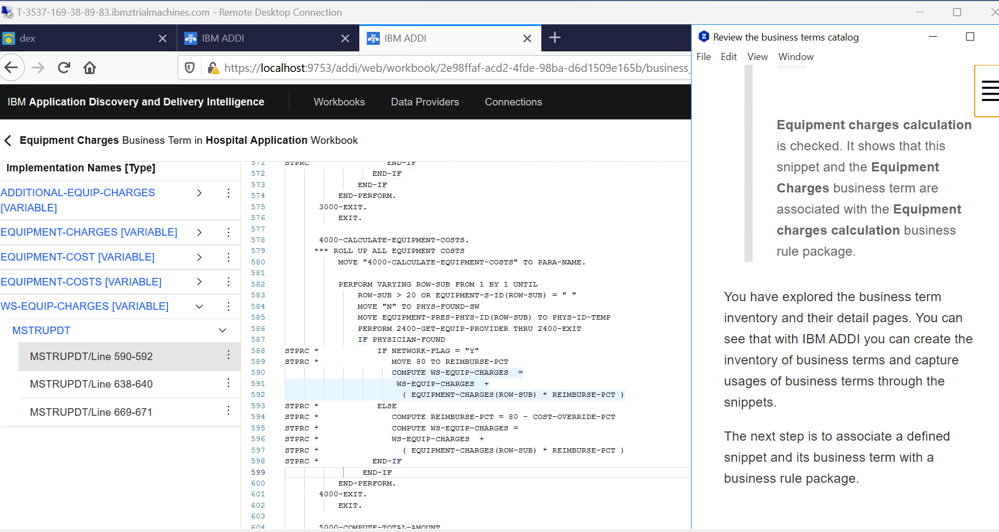 T-3537-169-38-89-83.ibmztrialmachines.com - Remote Desktop Connection
dex
IBM ADDI
IBM ADDI
https://localhost:9753/addi/web/workbook/2e98ffaf-acd2-4fde-98ba-d6d1509e165b/business_
IBM Application Discovery and Delivery Intelligence
Workbooks
Data Providers
Connections
Equipment Charges Business Term in Hospital Application Workbook
Implementation Names [Type]
ADDITIONAL-EQUIP-CHARGES
[VARIABLE]
EQUIPMENT-CHARGES [VARIABLE]
EQUIPMENT-COST [VARIABLE]
EQUIPMENT-COSTS [VARIABLE]
WS-EQUIP-CHARGES [VARIABLE]
MSTRUPDT
MSTRUPDT/Line 590-592
MSTRUPDT/Line 638-640
MSTRUPDT/Line 669-671
571 STPRC END-IF
572 END-IF
573 END-IF
574 END-PERFORM.
575 3000-EXIT.
576 EXIT.
577
578 4000-CALCULATE-EQUIPMENT-COSTS.
579 *** ROLL UP ALL EQUIPMENT COSTS
580 MOVE "4000-CALCULATE-EQUIPMENT-COSTS" TO PARA-NAME.
581
582 PERFORM VARYING ROW-SUB FROM 1 BY 1 UNTIL
583 ROW-SUB > 20 OR EQUIPMENT-S-ID(ROW-SUB) = " "
584 MOVE "N" TO PHYS-FOUND-SW
585 MOVE EQUIPMENT-PRES-PHYS-ID(ROW-SUB) TO PHYS-ID-TEMP
586 PERFORM 2400-GET-EQUIP-PROVIDER THRU 2400-EXIT
587 IF PHYSICIAN-FOUND
588 STPRC * IF NETWORK-FLAG = "Y"
589 STPRC * MOVE 80 TO REIMBURSE-PCT
590 COMPUTE WS-EQUIP-CHARGES =
591 WS-EQUIP-CHARGES +
592 ( EQUIPMENT-CHARGES(ROW-SUB) * REIMBURSE-PCT )
593 STPRC * ELSE
594 STPRC * COMPUTE REIMBURSE-PCT = 80 - COST-OVERRIDE-PCT
595 STPRC * COMPUTE WS-EQUIP-CHARGES =
596 STPRC * WS-EQUIP-CHARGES +
597 STPRC * ( EQUIPMENT-CHARGES(ROW-SUB) * REIMBURSE-PCT )
598 STPRC * END-IF
599 END-IF
600 END-PERFORM.
601 4000-EXIT.
602 EXIT.
603
604 5000-COMPUTE-TOTAL-AMOUNT
Review the business terms catalog
File Edit View Window
Equipment charges calculation
is checked. It shows that this
snippet and the Equipment
Charges business term are
associated with the Equipment
charges calculation business
rule package.
You have explored the business term
inventory and their detail pages. You can
see that with IBM ADDI you can create the
inventory of business terms and capture
usages of business terms through the
snippets.
The next step is to associate a defined
snippet and its business term with a
business rule package.